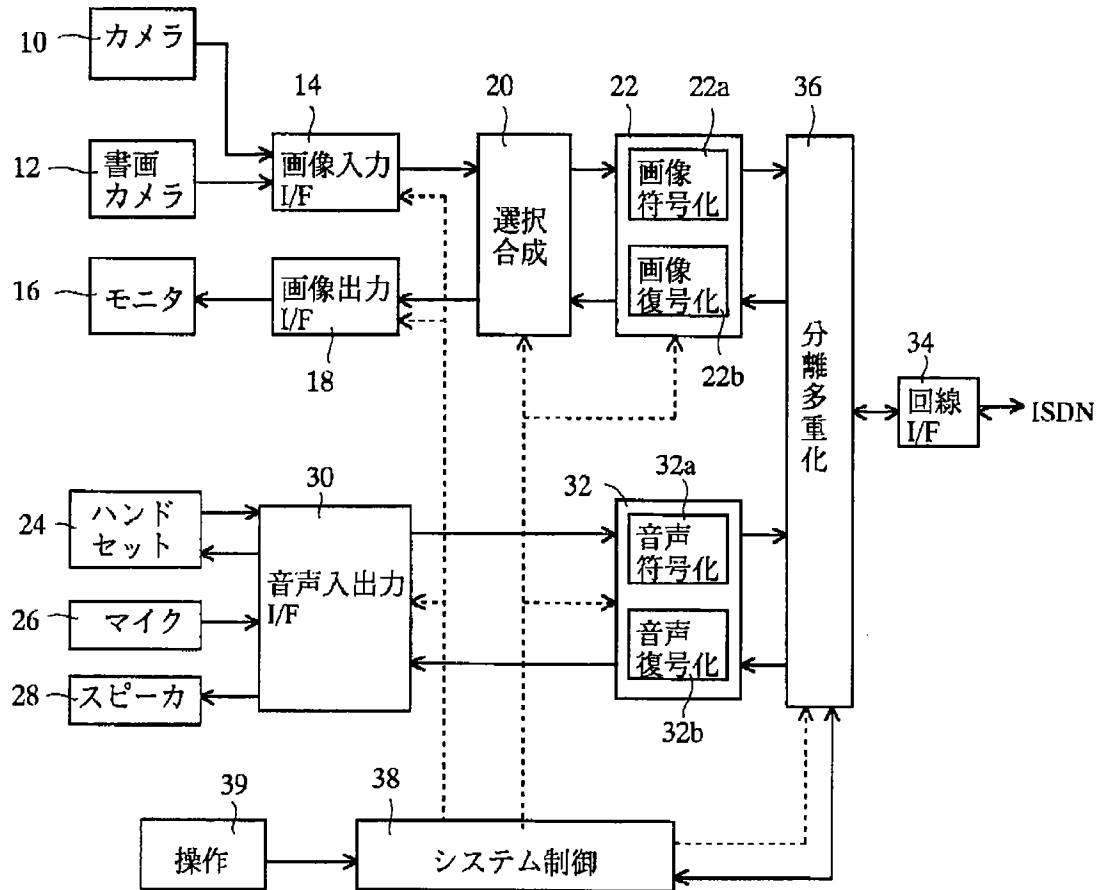 10
カメラ
14
20
22
22a
36
12
書画
カメラ
画像入力
I/F
画像
符号化
選択
合成
16
モニタ
画像出力
I/F
18
画像
復号化
22b
分離多重化
34
回線
I/F
ISDN
24
ハンド
セット
30
32
32a
音声
符号化
26
マイク
音声入出力
I/F
音声
復号化
28
スピーカ
32b
39
38
操作
システム制御